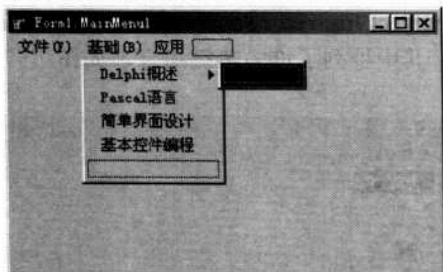 Form1.MainMenu1
文件(F) 基础(B) 应用
Delphi概述
Pascal语言
简单界面设计
基本控件编程